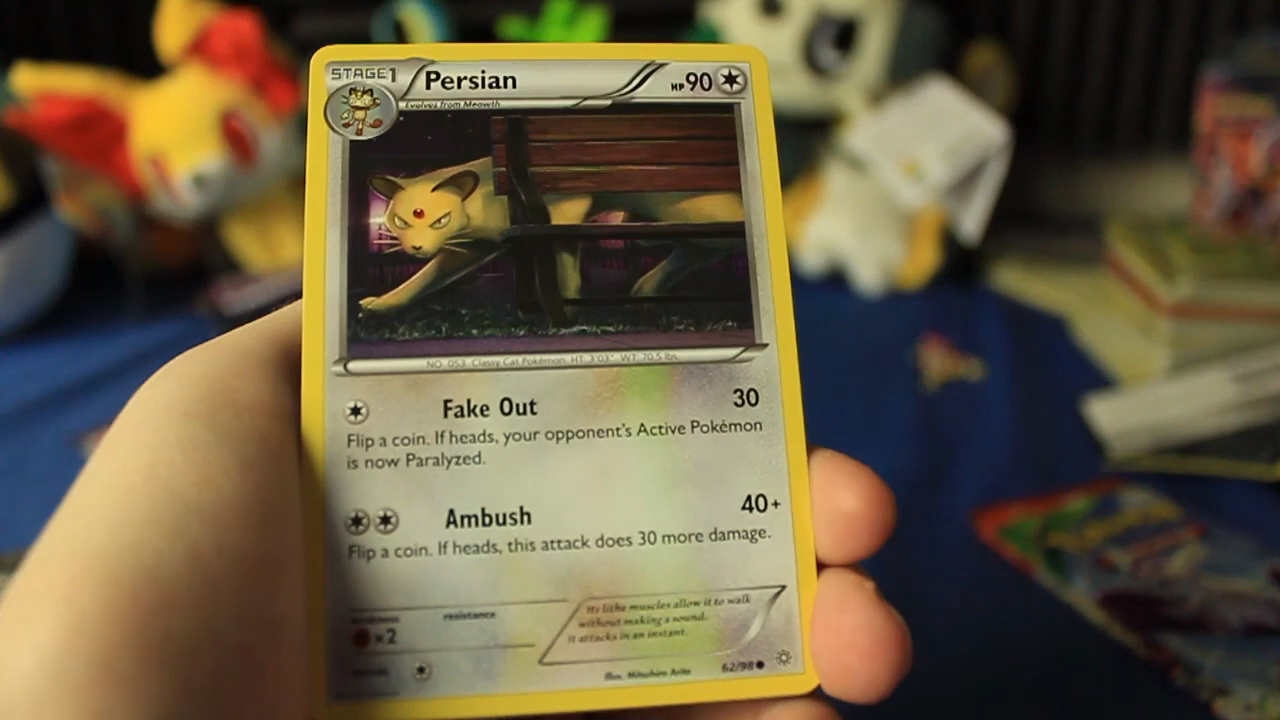 STAGE1 Persian HP90
Evolves from Meowth
NO. 053 Classy Cat Pokémon HT: 3'03" WT: 70.5 lbs.
Fake Out 30
Flip a coin. If heads, your opponent's Active Pokémon
is now Paralyzed.
Ambush 40+
Flip a coin. If heads, this attack does 30 more damage.
weakness resistance
×2
Its lithe muscles allow it to walk
without making a sound.
It attacks in an instant.
Illus. Mitsuhiro Arita 62/98